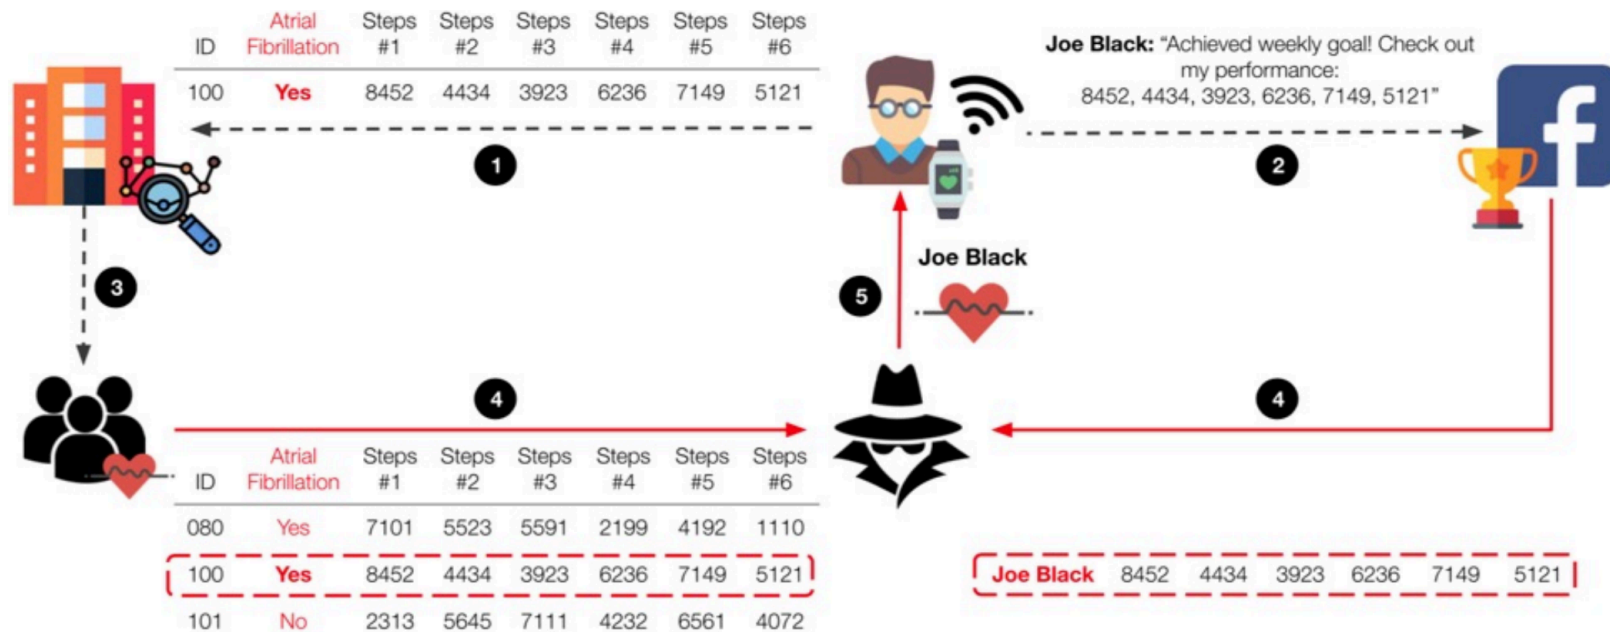 ID Atrial Fibrillation Steps #1 Steps #2 Steps #3 Steps #4 Steps #5 Steps #6
100 Yes 8452 4434 3923 6236 7149 5121
1
Joe Black: “Achieved weekly goal! Check out
my performance:
8452, 4434, 3923, 6236, 7149, 5121”
2
f
3
Joe Black
5
4
4
ID Atrial Fibrillation Steps #1 Steps #2 Steps #3 Steps #4 Steps #5 Steps #6
080 Yes 7101 5523 5591 2199 4192 1110
100 Yes 8452 4434 3923 6236 7149 5121
101 No 2313 5645 7111 4232 6561 4072
Joe Black 8452 4434 3923 6236 7149 5121